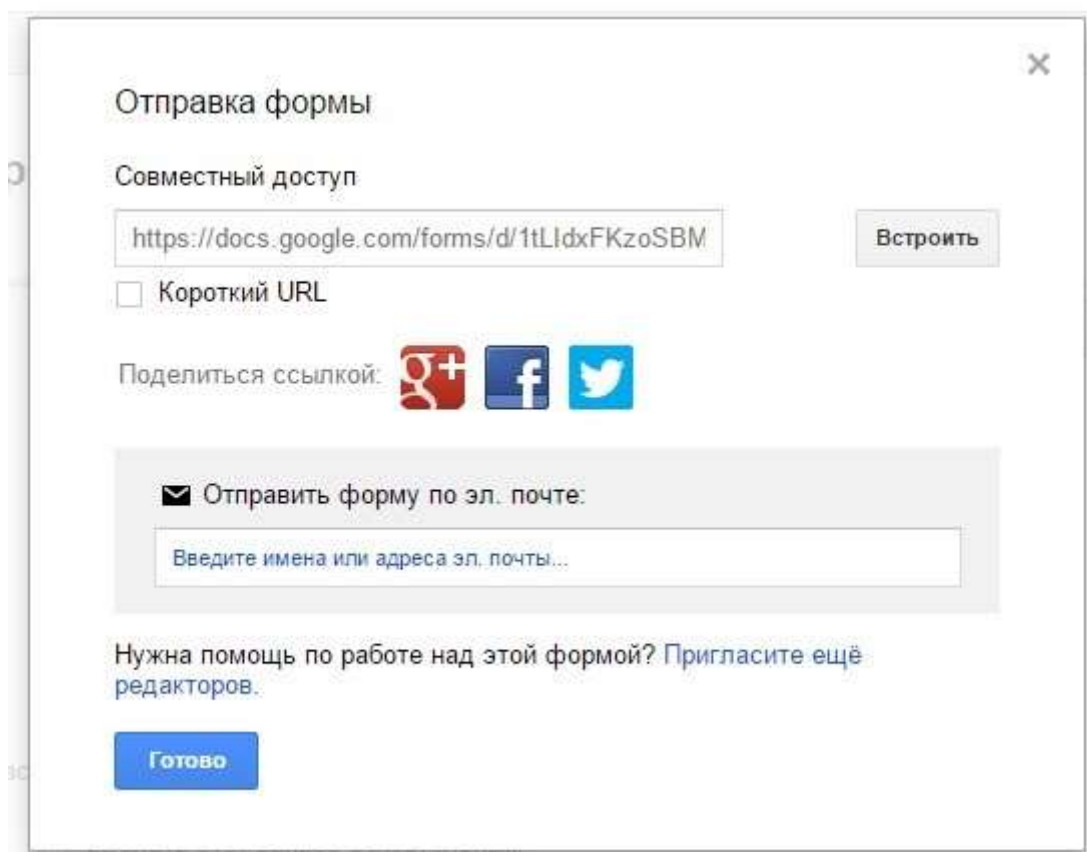 Отправка формы
Совместный доступ
https://docs.google.com/forms/d/1tLIdxFKzoSBM
Встроить
Короткий URL
Поделиться ссылкой:
Отправить форму по эл. почте:
Введите имена или адреса эл. почты...
Нужна помощь по работе над этой формой? Пригласите ещё
редакторов.
Готово